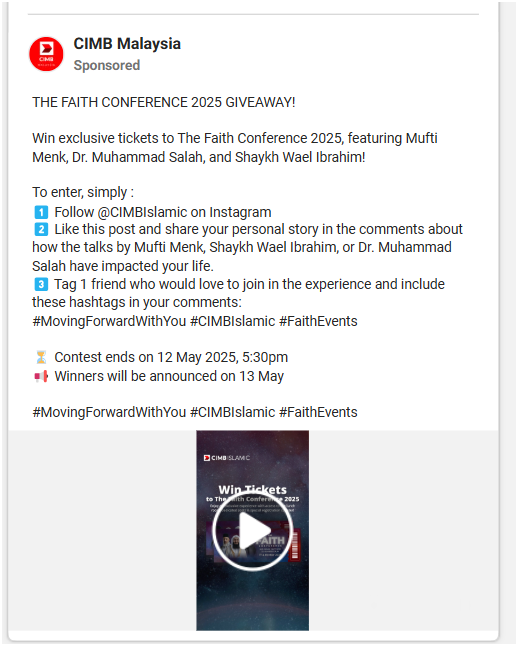 CIMB Malaysia
Sponsored
THE FAITH CONFERENCE 2025 GIVEAWAY!
Win exclusive tickets to The Faith Conference 2025, featuring Mufti
Menk, Dr. Muhammad Salah, and Shaykh Wael Ibrahim!
To enter, simply :
1️⃣ Follow @CIMBIslamic on Instagram
2️⃣ Like this post and share your personal story in the comments about
how the talks by Mufti Menk, Shaykh Wael Ibrahim, or Dr. Muhammad
Salah have impacted your life.
3️⃣ Tag 1 friend who would love to join in the experience and include
these hashtags in your comments:
#MovingForwardWithYou #CIMBIslamic #FaithEvents
⏳ Contest ends on 12 May 2025, 5:30pm
📢 Winners will be announced on 13 May
#MovingForwardWithYou #CIMBIslamic #FaithEvents
CIMB ISLAMIC
Win Tickets
to The Faith Conference 2025
FAITH